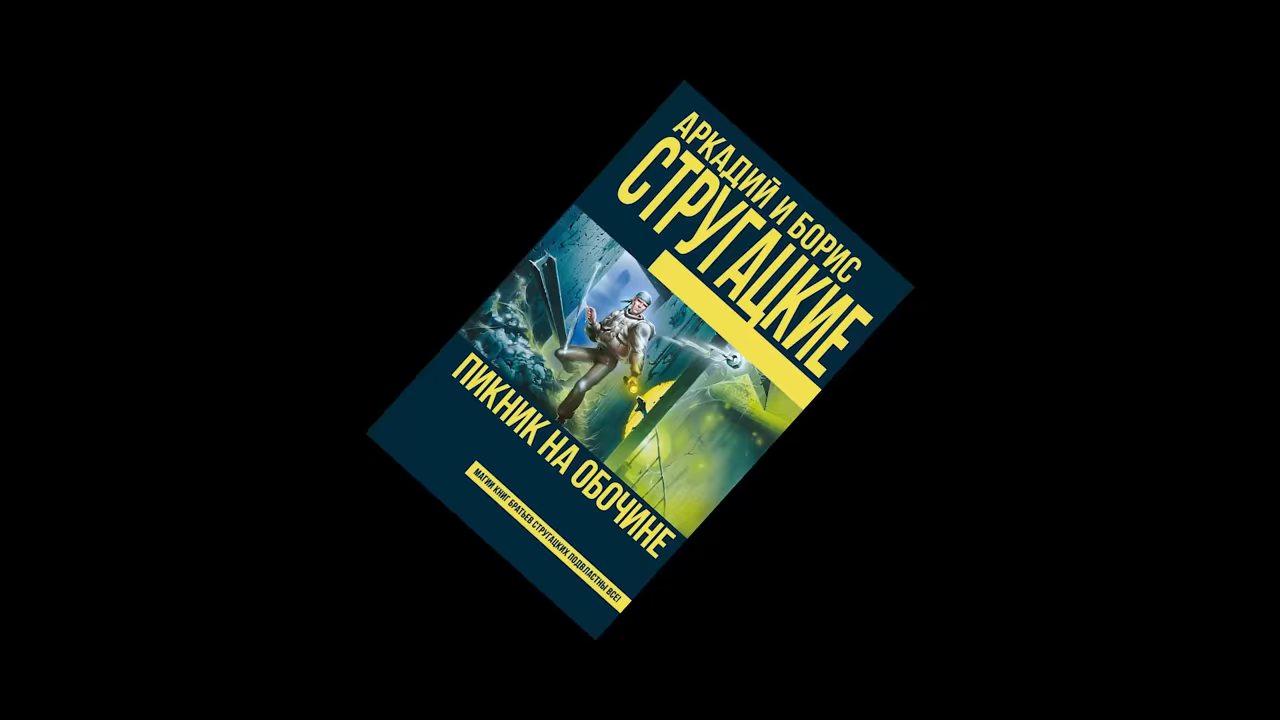 АРКАДИЙ И БОРИС
СТРУГАЦКИЕ
ПИКНИК НА ОБОЧИНЕ
МАГИИ КНИГ БРАТЬЕВ СТРУГАЦКИХ ПОДВЛАСТНЫ ВСЕ!